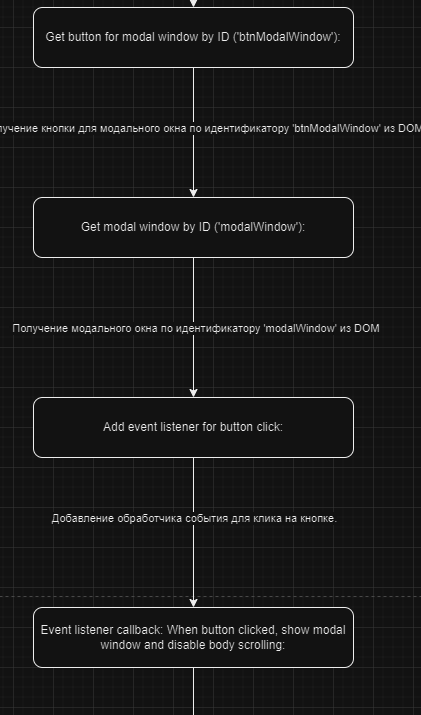 Get button for modal window by ID ('btnModalWindow'):
кнопки для модального окна по идентификатору 'btnModalWindow' из DOM
Get modal window by ID ('modalWindow'):
Получение модального окна по идентификатору 'modalWindow' из DOM
Add event listener for button click:
Добавление обработчика события для клика на кнопке.
Event listener callback: When button clicked, show modal
window and disable body scrolling: